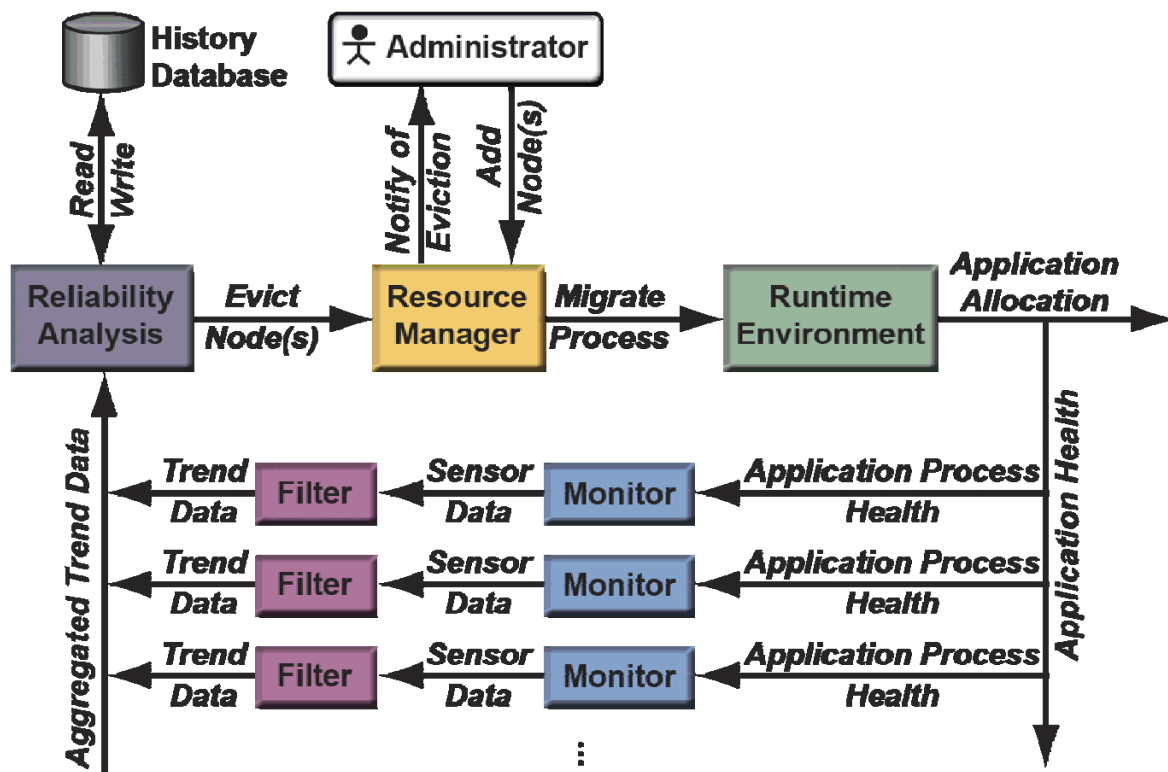 History
Database
Administrator
Read
Write
Notify of
Eviction
Add
Node(s)
Reliability
Analysis
Evict
Node(s)
Resource
Manager
Migrate
Process
Runtime
Environment
Application
Allocation
Aggregated Trend Data
Application Health
Trend
Data
Filter
Sensor
Data
Monitor
Application Process
Health
Trend
Data
Filter
Sensor
Data
Monitor
Application Process
Health
Trend
Data
Filter
Sensor
Data
Monitor
Application Process
Health
...